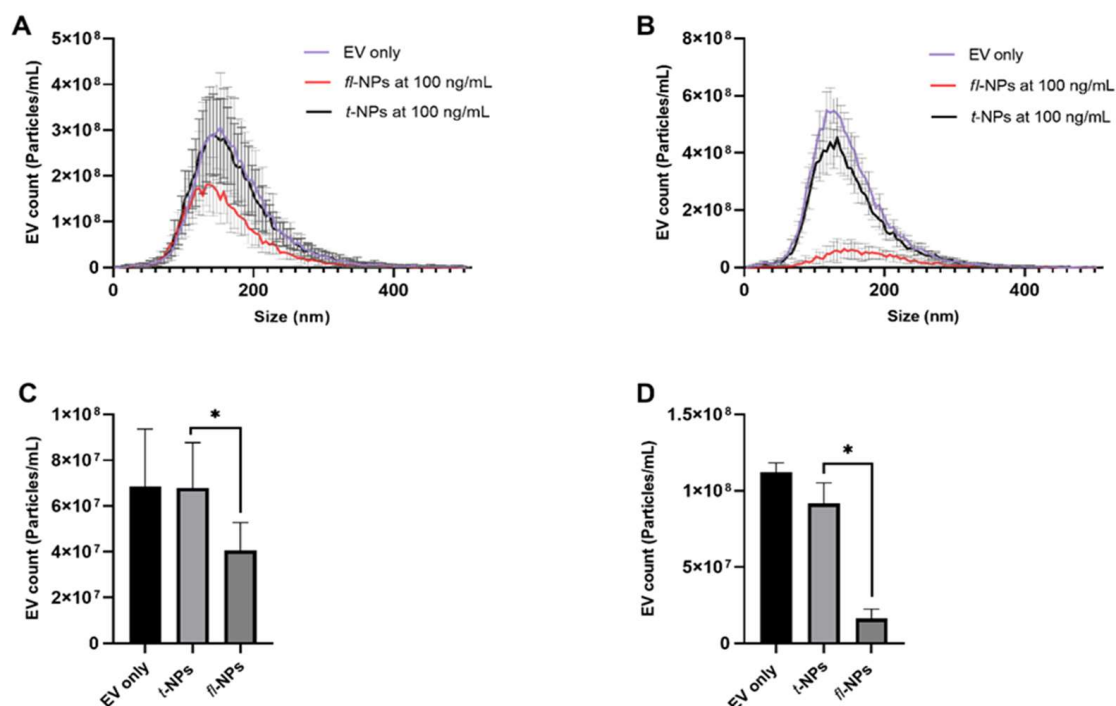 A
5×10⁸
4×10⁸
3×10⁸
2×10⁸
1×10⁸
0
EV count (Particles/mL)
0 200 400
Size (nm)
EV only
fl-NPs at 100 ng/mL
t-NPs at 100 ng/mL
B
8×10⁸
6×10⁸
4×10⁸
2×10⁸
0
EV count (Particles/mL)
0 200 400
Size (nm)
EV only
fl-NPs at 100 ng/mL
t-NPs at 100 ng/mL
C
1×10⁸
8×10⁷
6×10⁷
4×10⁷
2×10⁷
0
EV count (Particles/mL)
*
EV only
t-NPs
fl-NPs
D
1.5×10⁸
1×10⁸
5×10⁷
0
EV count (Particles/mL)
*
EV only
t-NPs
fl-NPs